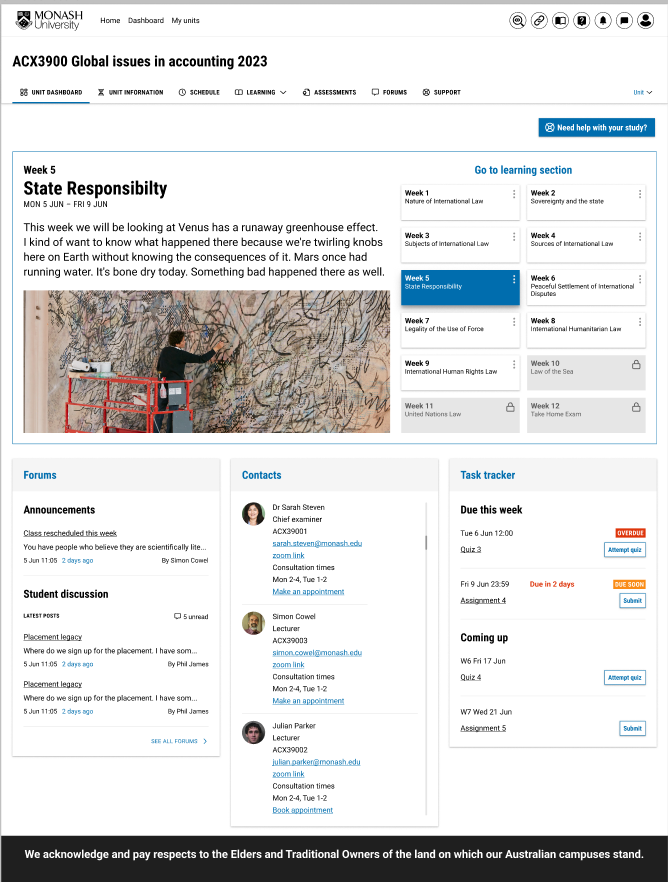 MONASH
University
Home Dashboard My units
ACX3900 Global issues in accounting 2023
UNIT DASHBOARD UNIT INFORNATION SCHEDULE LEARNING ASSESSMENTS FORUMS SUPPORT Unit
Need help with your study?
Week 5
State Responsibilty
MON 5 JUN – FRI 9 JUN
This week we will be looking at Venus has a runaway greenhouse effect.
I kind of want to know what happened there because we're twirling knobs
here on Earth without knowing the consequences of it. Mars once had
running water. It's bone dry today. Something bad happened there as well.
Go to learning section
Week 1
Nature of International Law
Week 2
Sovereignty and the state
Week 3
Subjects of International Law
Week 4
Sources of International Law
Week 5
State Responsibility
Week 6
Peaceful Settlement of International
Disputes
Week 7
Legality of the Use of Force
Week 8
International Humanitarian Law
Week 9
International Human Rights Law
Week 10
Law of the Sea
Week 11
United Nations Law
Week 12
Take Home Exam
Forums
Announcements
Class rescheduled this week
You have people who believe they are scientifically lite...
5 Jun 11:05 2 days ago By Simon Cowel
Student discussion
LATEST POSTS 5 unread
Placement legacy
Where do we sign up for the placement. I have som...
5 Jun 11:05 2 days ago By Phil James
Placement legacy
Where do we sign up for the placement. I have som...
5 Jun 11:05 2 days ago By Phil James
SEE ALL FORUMS
Contacts
Dr Sarah Steven
Chief examiner
ACX39001
sarah.steven@monash.edu
zoom link
Consultation times
Mon 2-4, Tue 1-2
Make an appointment
Simon Cowel
Lecturer
ACX39003
simon.cowel@monash.edu
zoom link
Consultation times
Mon 2-4, Tue 1-2
Make an appointment
Julian Parker
Lecturer
ACX39002
julian.parker@monash.edu
zoom link
Consultation times
Mon 2-4, Tue 1-2
Book appointment
Task tracker
Due this week
Tue 6 Jun 12:00 OVERDUE
Quiz 3 Attempt quiz
Fri 9 Jun 23:59 Due in 2 days DUE SOON
Assignment 4 Submit
Coming up
W6 Fri 17 Jun
Quiz 4 Attempt quiz
W7 Wed 21 Jun
Assignment 5 Submit
We acknowledge and pay respects to the Elders and Traditional Owners of the land on which our Australian campuses stand.